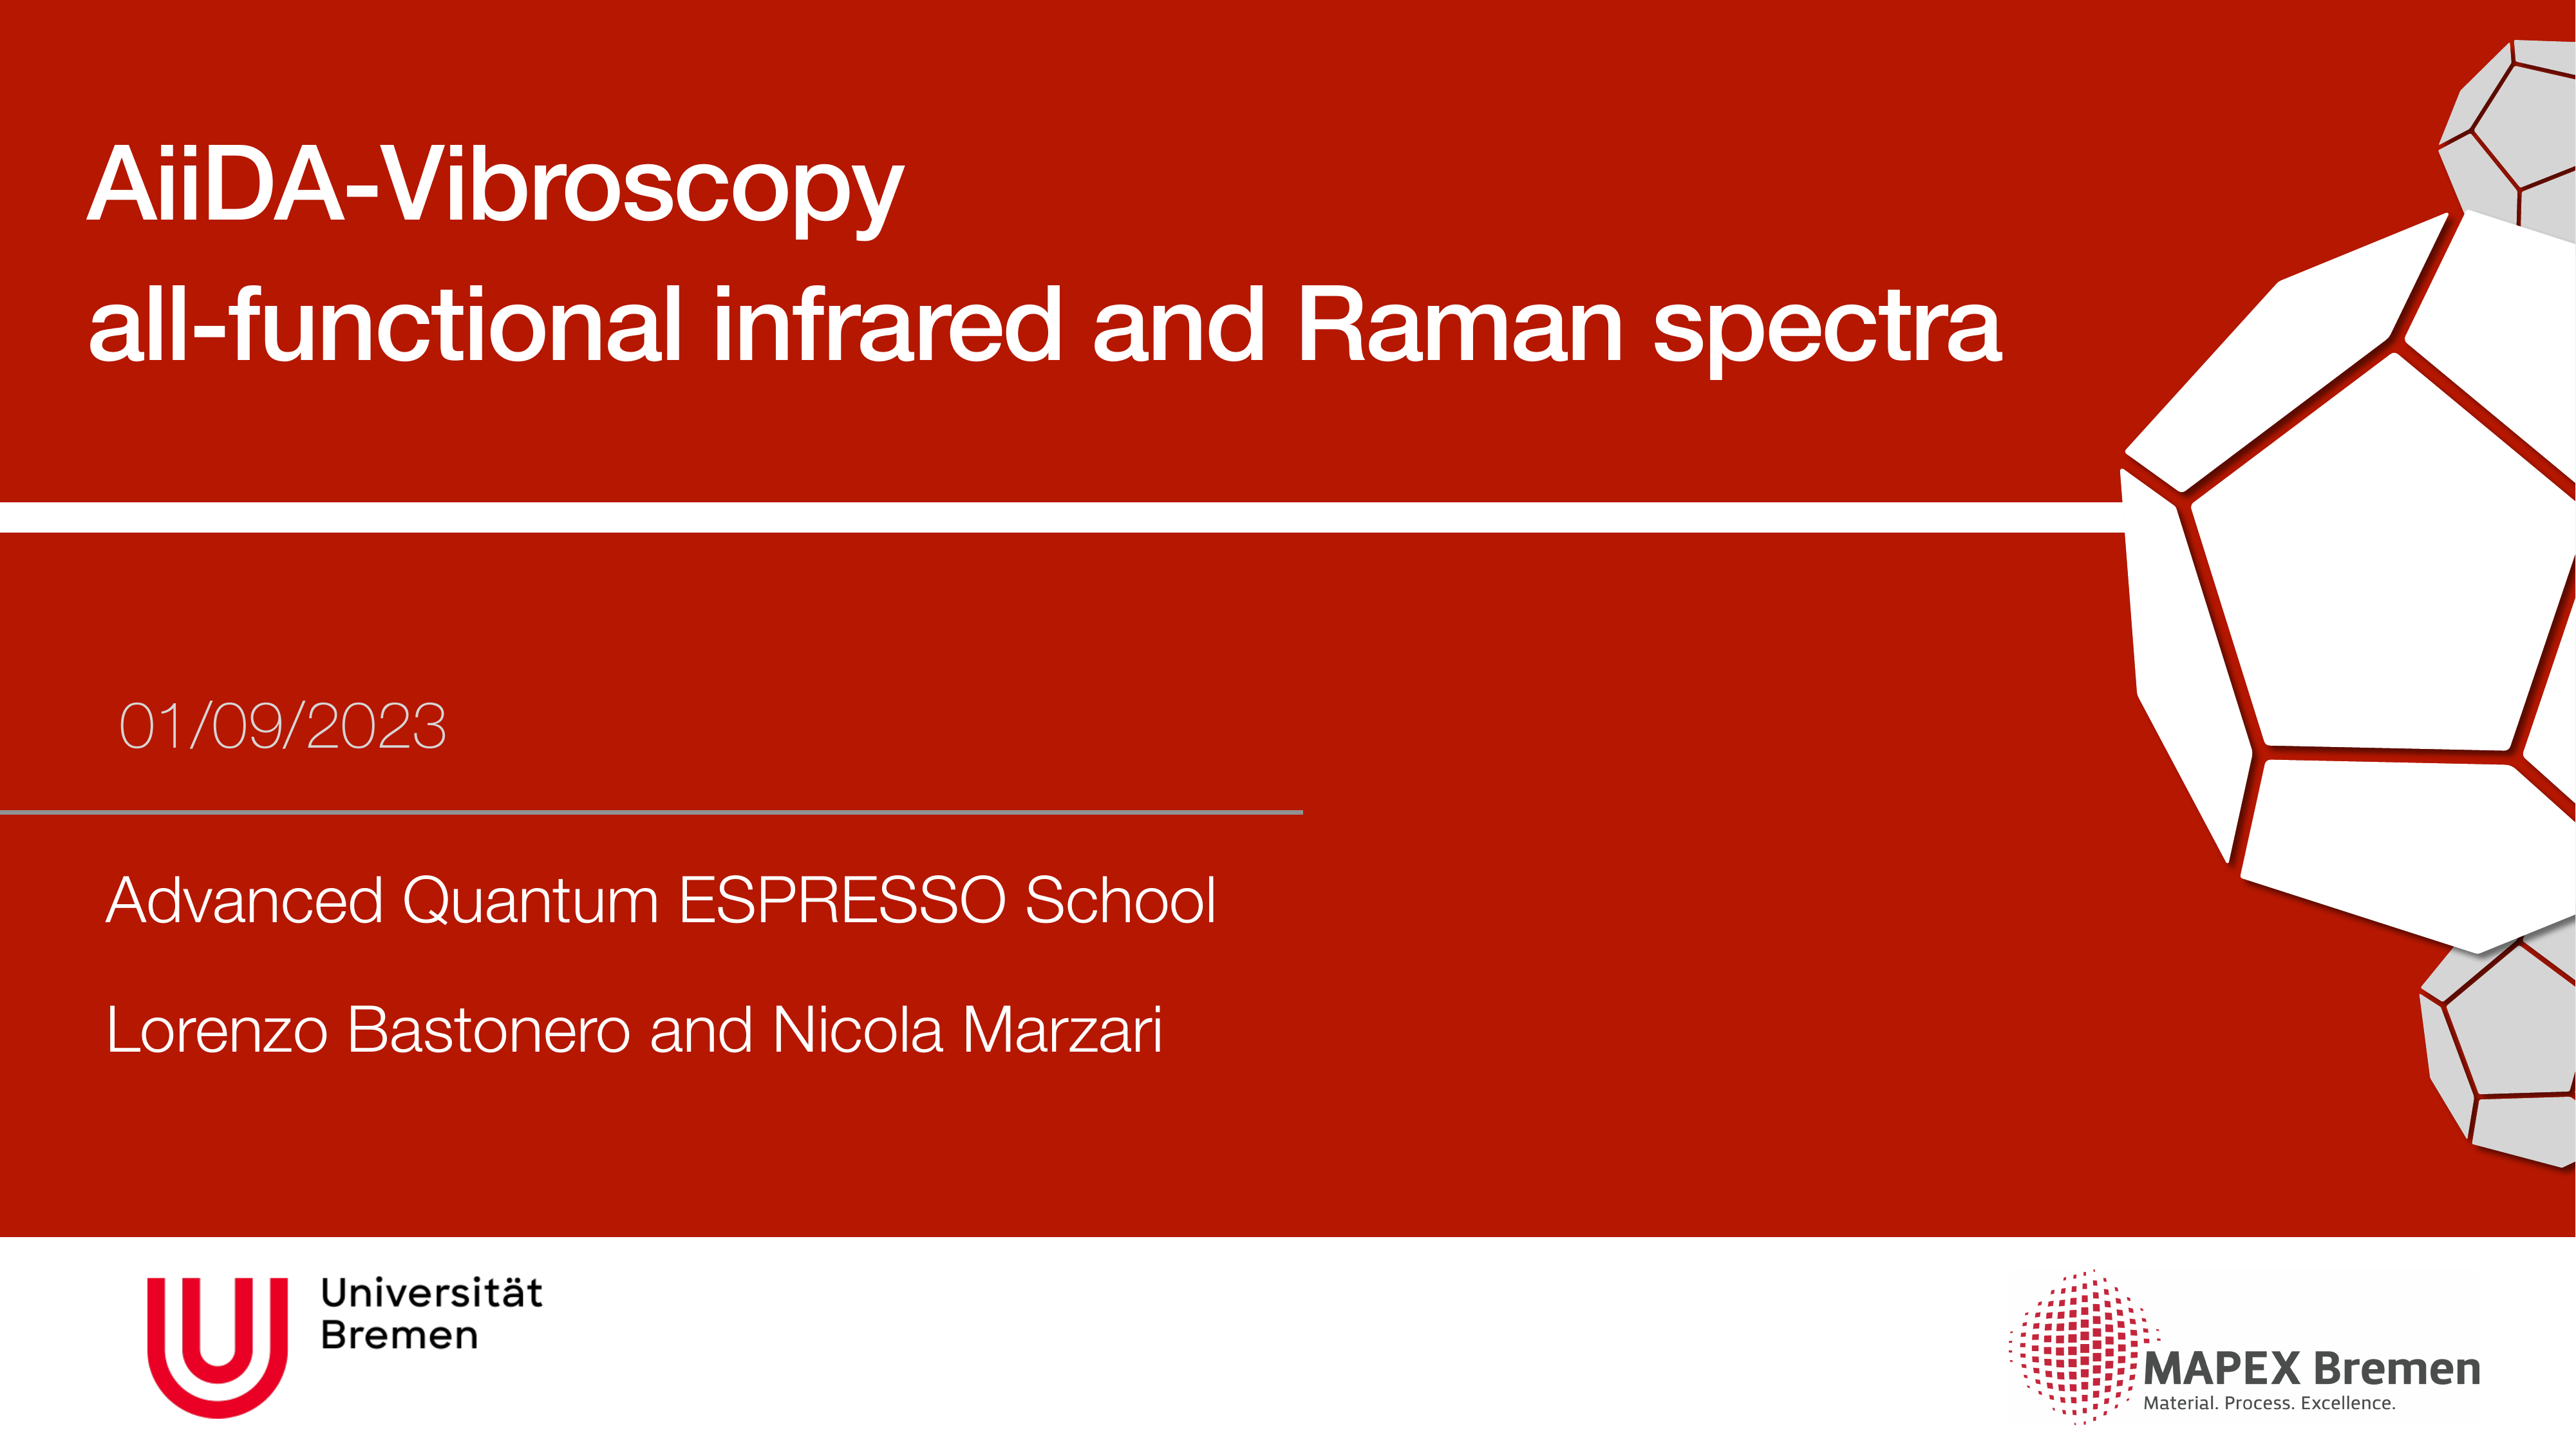 AiiDA-Vibroscopy
all-functional infrared and Raman spectra
01/09/2023
Advanced Quantum ESPRESSO School
Lorenzo Bastonero and Nicola Marzari
Universität
Bremen
MAPEX Bremen
Material. Process. Excellence.